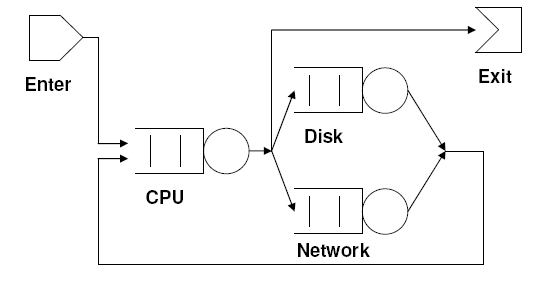 Enter
Exit
Disk
CPU
Network